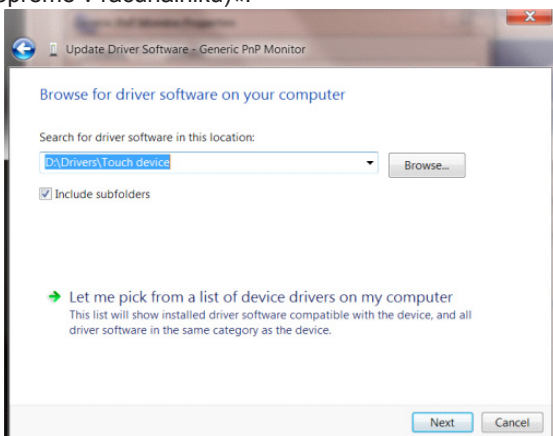 opreme v računalniku)«.
Update Driver Software - Generic PnP Monitor
Browse for driver software on your computer
Search for driver software in this location:
D:\Drivers\Touch device
Browse...
Include subfolders
Let me pick from a list of device drivers on my computer
This list will show installed driver software compatible with the device, and all
driver software in the same category as the device.
Next Cancel